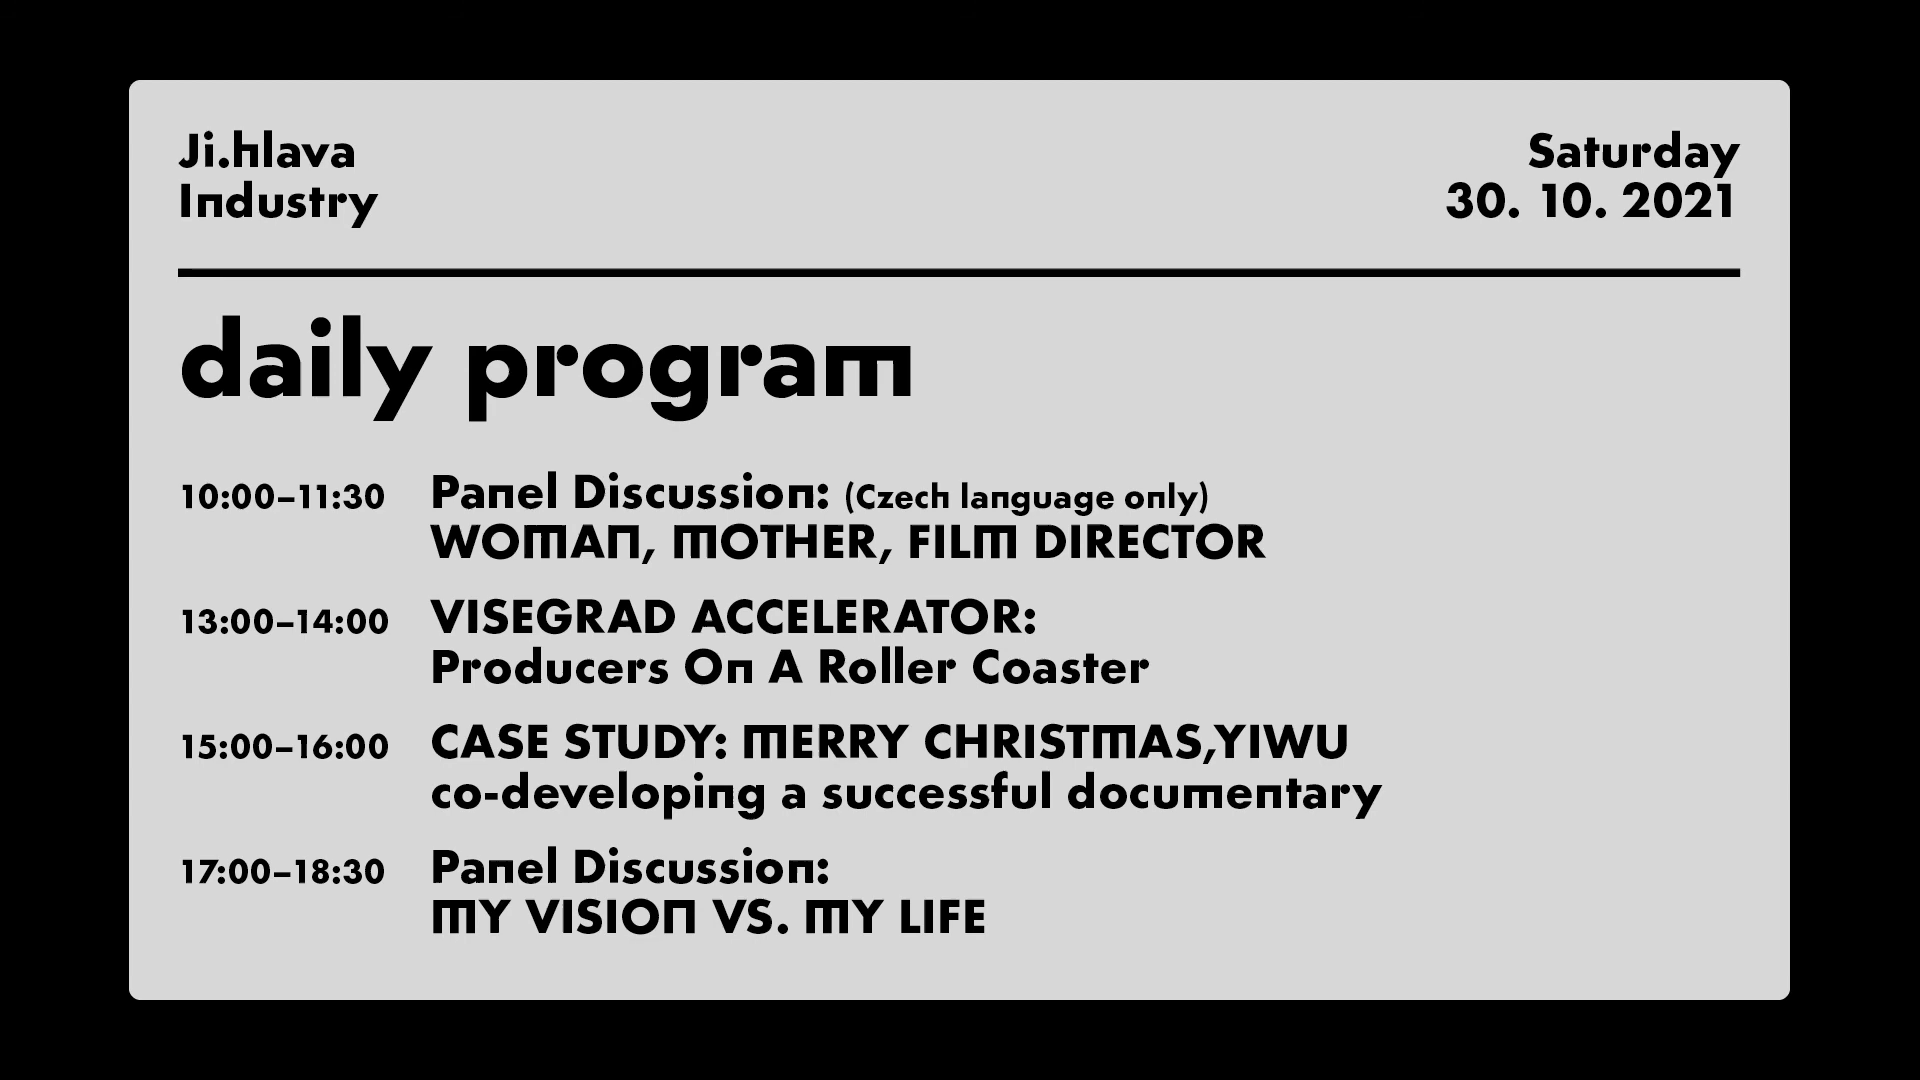 Ji.hlava
Industry
Saturday
30. 10. 2021
daily program
10:00–11:30 Panel Discussion: (Czech language only)
WOMAN, MOTHER, FILM DIRECTOR
13:00–14:00 VISEGRAD ACCELERATOR:
Producers On A Roller Coaster
15:00–16:00 CASE STUDY: MERRY CHRISTMAS,YIWU
co-developing a successful documentary
17:00–18:30 Panel Discussion:
MY VISION VS. MY LIFE